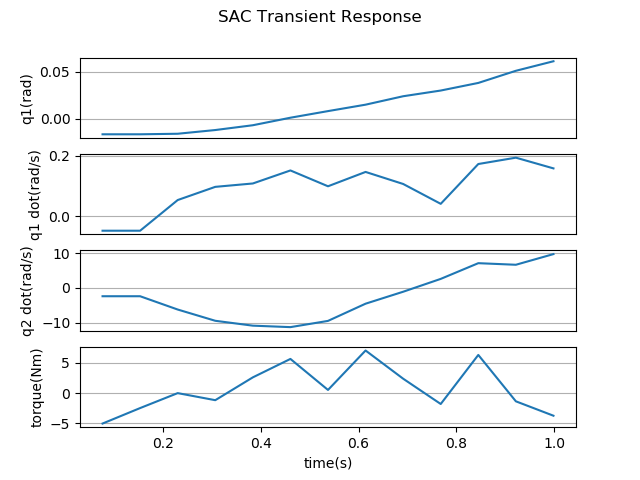 SAC Transient Response
q1(rad)
0.05
0.00
q1 dot(rad/s)
0.2
0.0
q2 dot(rad/s)
10
0
−10
torque(Nm)
5
0
−5
0.2 0.4 0.6 0.8 1.0
time(s)